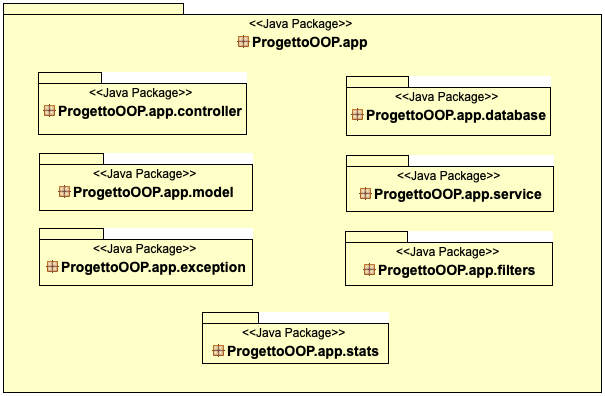 <<Java Package>>
ProgettoOOP.app
<<Java Package>>
ProgettoOOP.app.controller
<<Java Package>>
ProgettoOOP.app.database
<<Java Package>>
ProgettoOOP.app.model
<<Java Package>>
ProgettoOOP.app.service
<<Java Package>>
ProgettoOOP.app.exception
<<Java Package>>
ProgettoOOP.app.filters
<<Java Package>>
ProgettoOOP.app.stats